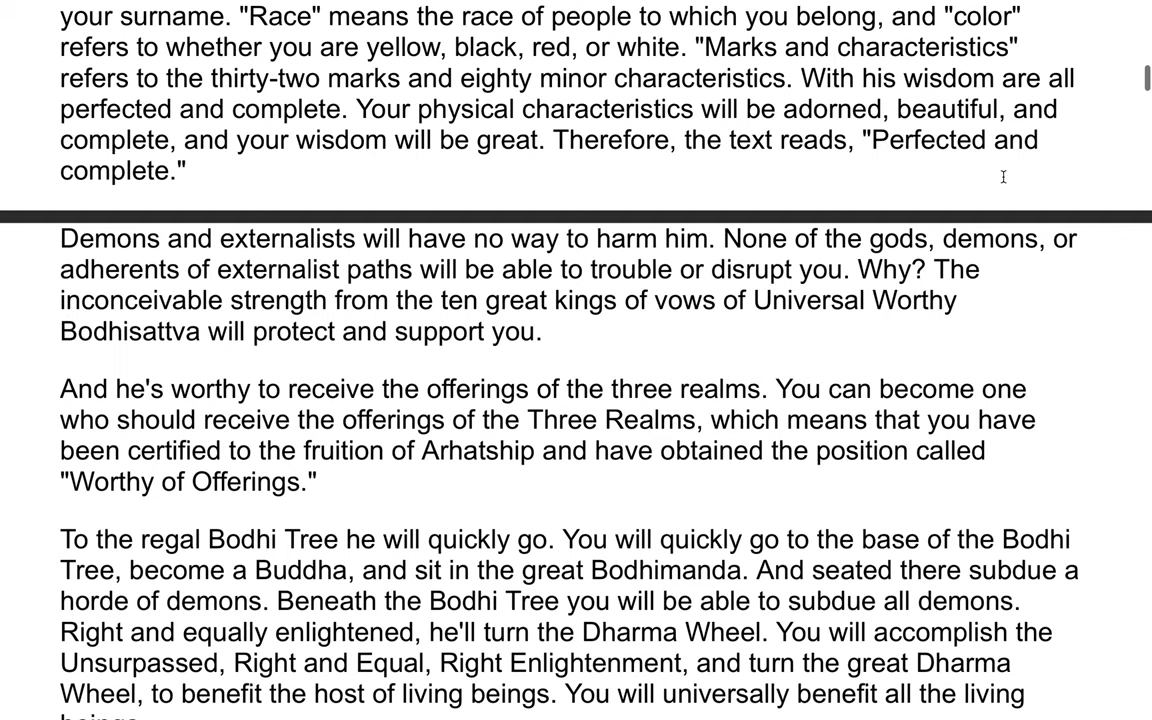 your surname. "Race" means the race of people to which you belong, and "color"
refers to whether you are yellow, black, red, or white. "Marks and characteristics"
refers to the thirty-two marks and eighty minor characteristics. With his wisdom are all
perfected and complete. Your physical characteristics will be adorned, beautiful, and
complete, and your wisdom will be great. Therefore, the text reads, "Perfected and
complete."
Demons and externalists will have no way to harm him. None of the gods, demons, or
adherents of externalist paths will be able to trouble or disrupt you. Why? The
inconceivable strength from the ten great kings of vows of Universal Worthy
Bodhisattva will protect and support you.
And he's worthy to receive the offerings of the three realms. You can become one
who should receive the offerings of the Three Realms, which means that you have
been certified to the fruition of Arhatship and have obtained the position called
"Worthy of Offerings."
To the regal Bodhi Tree he will quickly go. You will quickly go to the base of the Bodhi
Tree, become a Buddha, and sit in the great Bodhimanda. And seated there subdue a
horde of demons. Beneath the Bodhi Tree you will be able to subdue all demons.
Right and equally enlightened, he'll turn the Dharma Wheel. You will accomplish the
Unsurpassed, Right and Equal, Right Enlightenment, and turn the great Dharma
Wheel, to benefit the host of living beings. You will universally benefit all the living